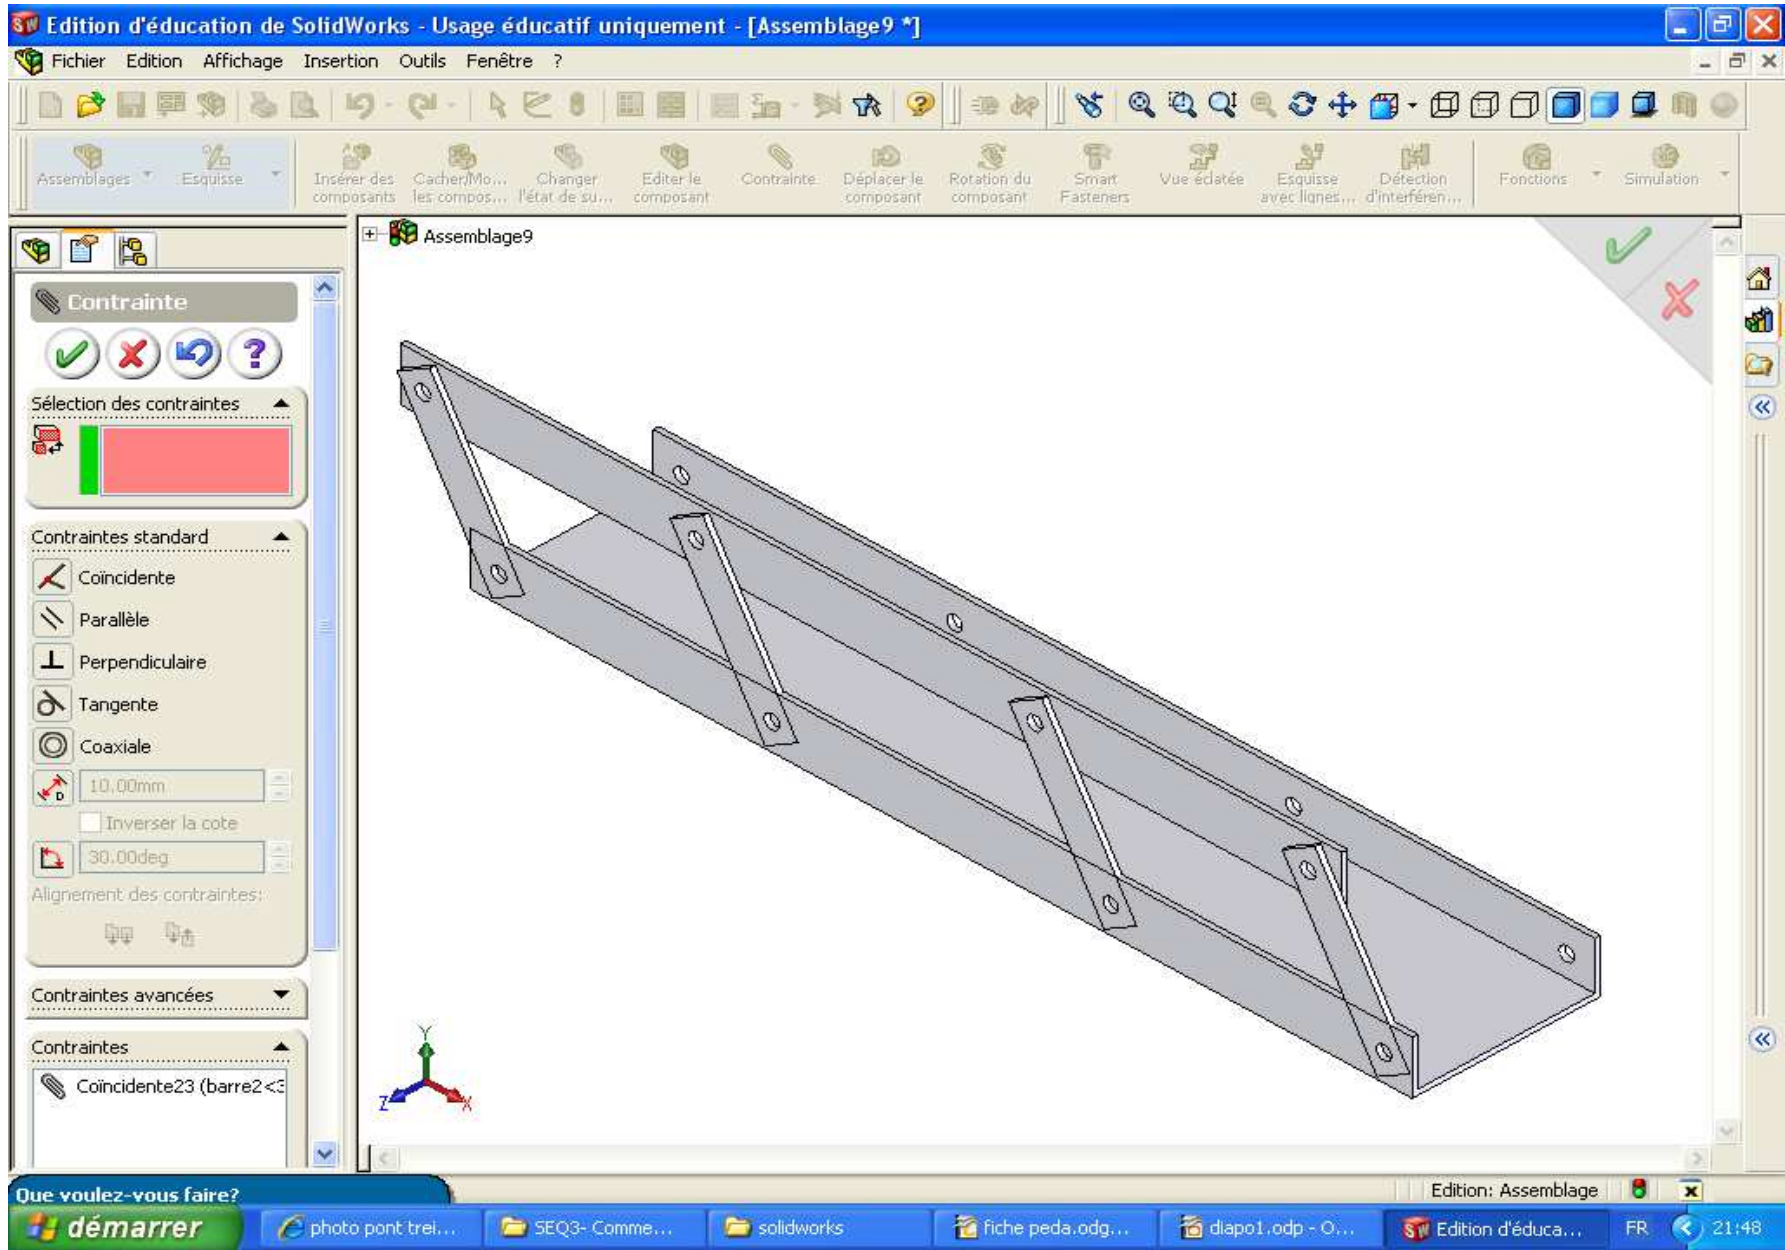 Edition d'éducation de SolidWorks - Usage éducatif uniquement - [Assemblage9 *]
Fichier Edition Affichage Insertion Outils Fenêtre ?
Assemblages Esquisse Insérer des composants Cacher/Mo... les compos... Changer l'état de su... Editer le composant Contrainte Déplacer le composant Rotation du composant Smart Fasteners Vue éclatée Esquisse avec lignes... Détection d'interféren... Fonctions Simulation
Assemblage9
Contrainte
Sélection des contraintes
Contraintes standard
Coïncidente
Parallèle
Perpendiculaire
Tangente
Coaxiale
10.00mm
Inverser la cote
30.00deg
Alignement des contraintes:
Contraintes avancées
Contraintes
Coïncidente23 (barre2<3
Y
Z X
Que voulez-vous faire?
Edition: Assemblage
démarrer photo pont trei... SEQ3- Comme... solidworks fiche peda.odg... diapo1.odp - O... Edition d'éduca... FR 21:48